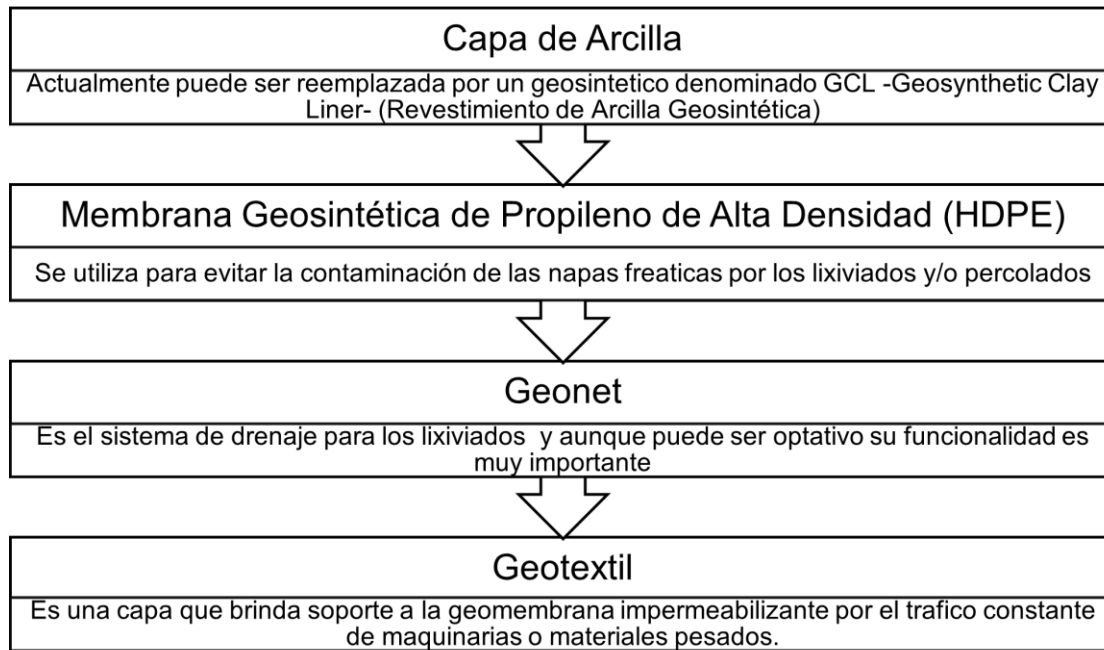 Capa de Arcilla
Actualmente puede ser reemplazada por un geosintetico denominado GCL -Geosynthetic Clay
Liner- (Revestimiento de Arcilla Geosintética)
Membrana Geosintética de Propileno de Alta Densidad (HDPE)
Se utiliza para evitar la contaminación de las napas freaticas por los lixiviados y/o percolados
Geonet
Es el sistema de drenaje para los lixiviados y aunque puede ser optativo su funcionalidad es
muy importante
Geotextil
Es una capa que brinda soporte a la geomembrana impermeabilizante por el trafico constante
de maquinarias o materiales pesados.